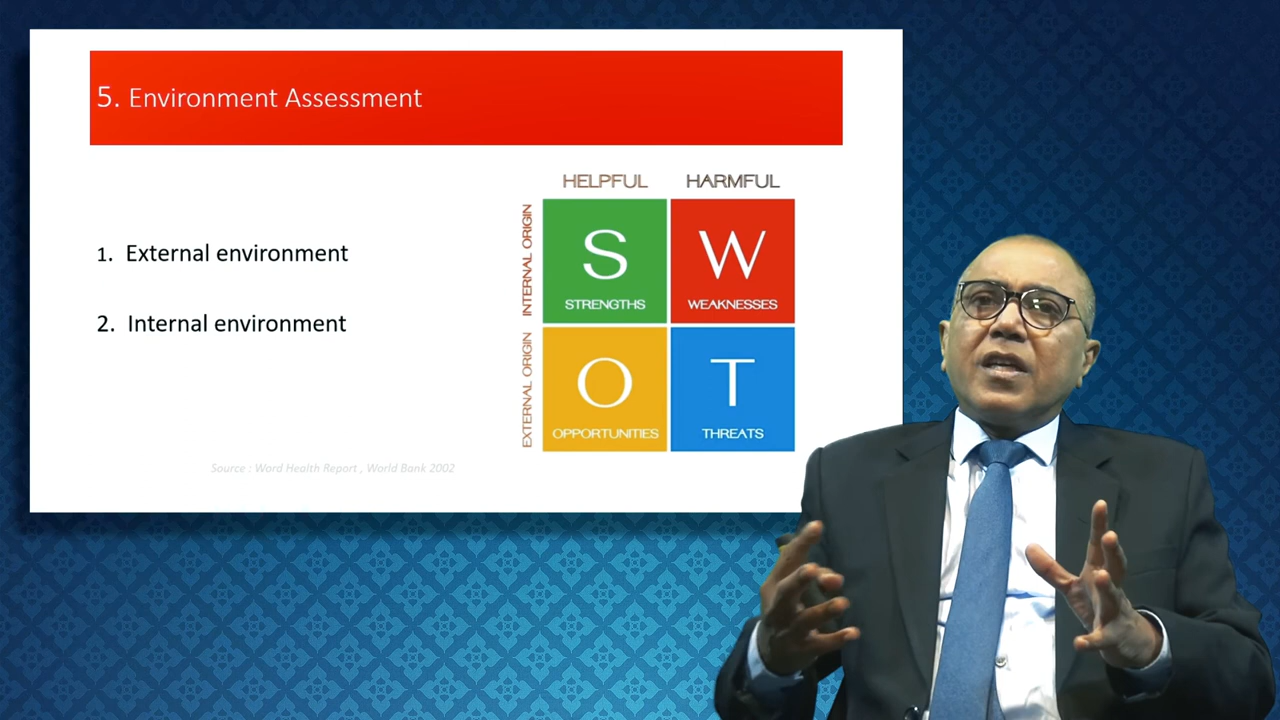 5. Environment Assessment
1. External environment
2. Internal environment
HELPFUL
HARMFUL
INTERNAL ORIGIN
S
STRENGTHS
W
WEAKNESSES
EXTERNAL ORIGIN
O
OPPORTUNITIES
T
THREATS
Source : Word Health Report , World Bank 2002